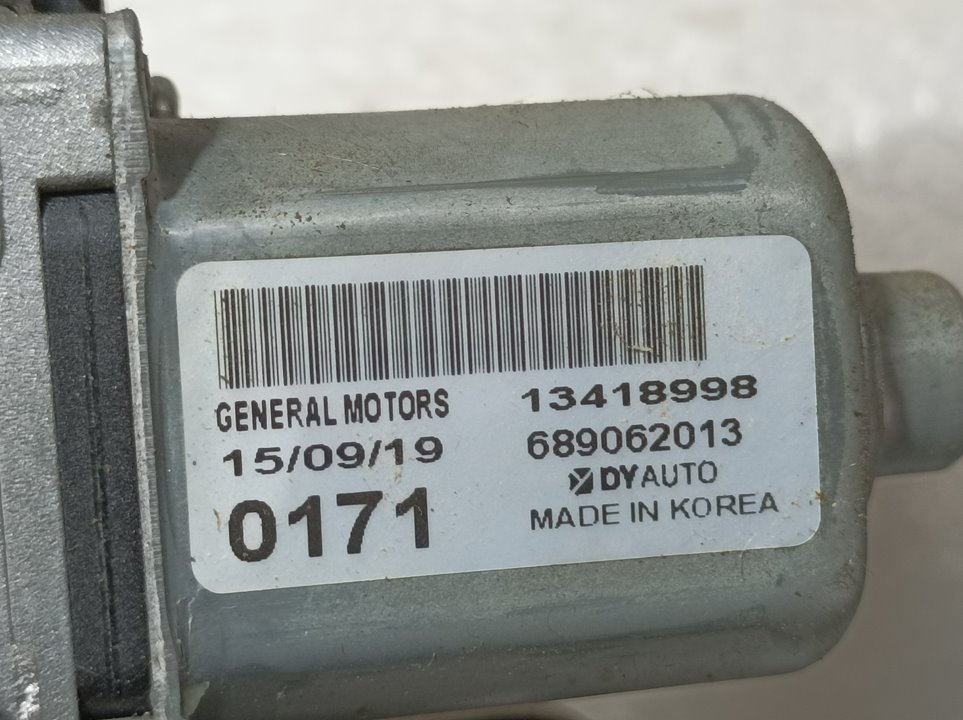 GENERAL MOTORS 13418998
15/09/19 689062013
0171 DYAUTO
MADE IN KOREA